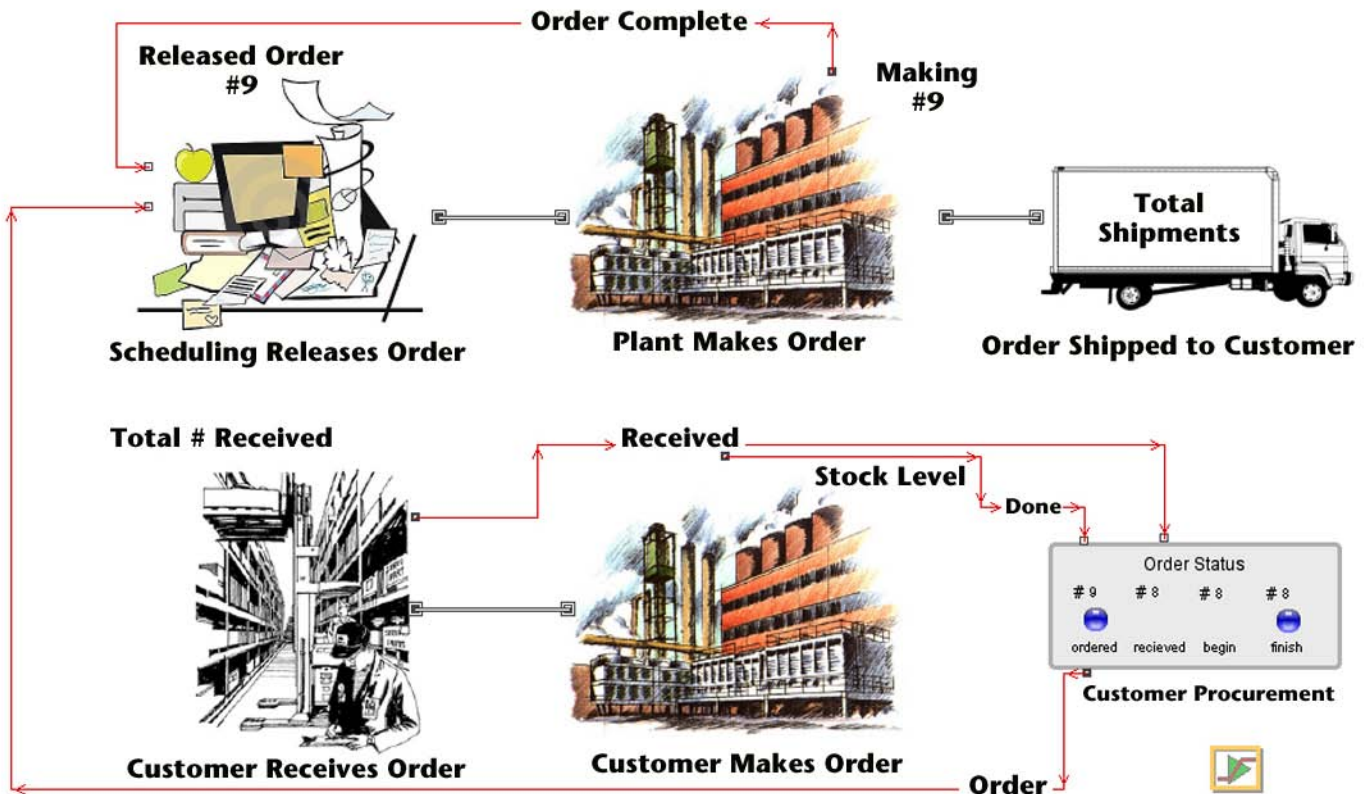 Order Complete
Released Order
#9
Making
#9
Total
Shipments
Scheduling Releases Order
Plant Makes Order
Order Shipped to Customer
Total # Received
Received
Stock Level
Done
Order Status
# 9 # 8 # 8 # 8
ordered recieved begin finish
Customer Procurement
Customer Receives Order
Customer Makes Order
Order